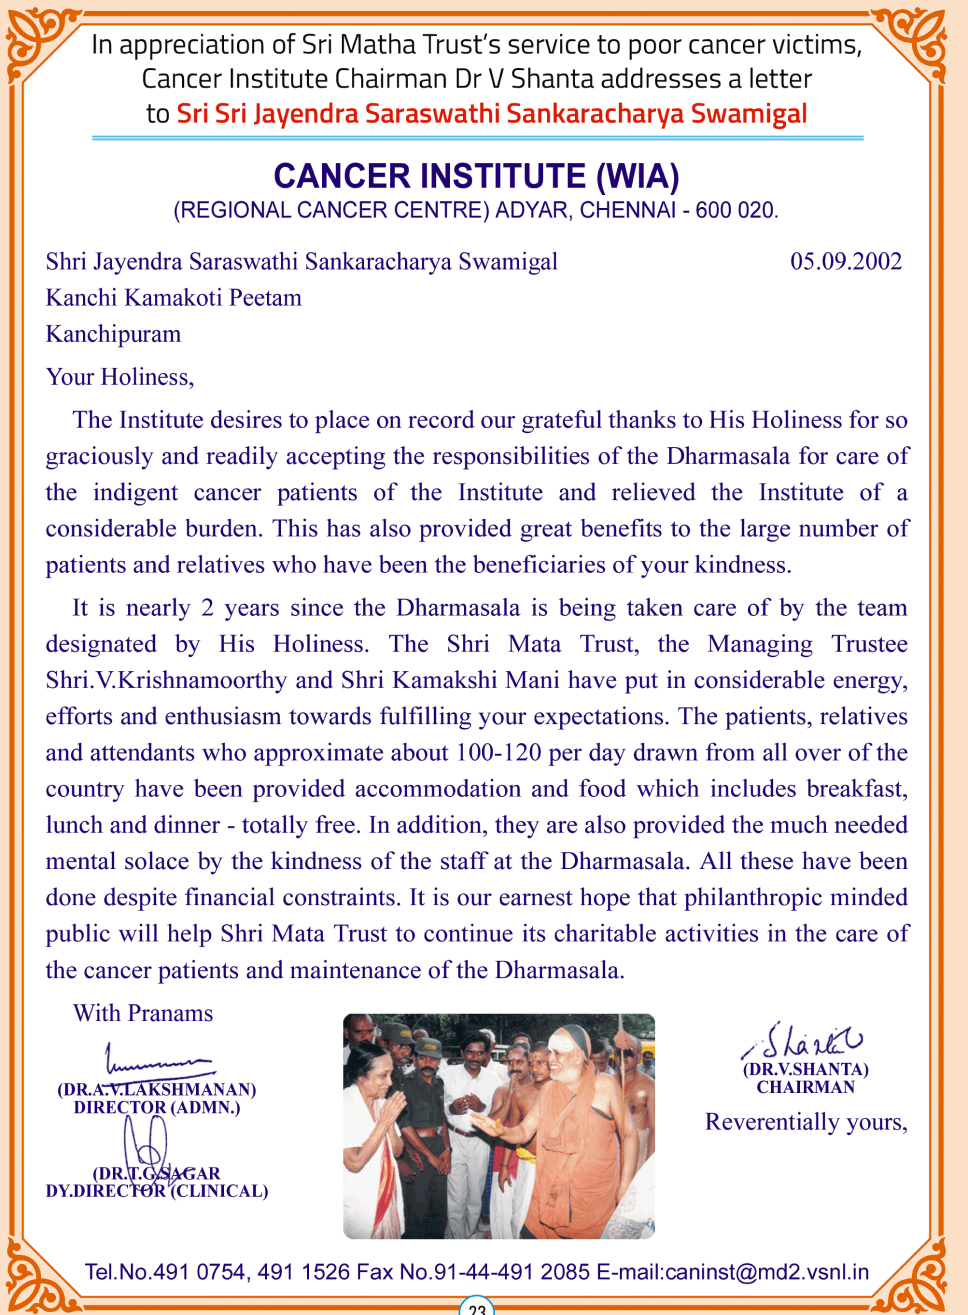 In appreciation of Sri Matha Trust's service to poor cancer victims,
Cancer Institute Chairman Dr V Shanta addresses a letter
to Sri Sri Jayendra Saraswathi Sankaracharya Swamigal
CANCER INSTITUTE (WIA)
(REGIONAL CANCER CENTRE) ADYAR, CHENNAI - 600 020.
Shri Jayendra Saraswathi Sankaracharya Swamigal 05.09.2002
Kanchi Kamakoti Peetam
Kanchipuram
Your Holiness,
The Institute desires to place on record our grateful thanks to His Holiness for so
graciously and readily accepting the responsibilities of the Dharmasala for care of
the indigent cancer patients of the Institute and relieved the Institute of a
considerable burden. This has also provided great benefits to the large number of
patients and relatives who have been the beneficiaries of your kindness.
It is nearly 2 years since the Dharmasala is being taken care of by the team
designated by His Holiness. The Shri Mata Trust, the Managing Trustee
Shri.V.Krishnamoorthy and Shri Kamakshi Mani have put in considerable energy,
efforts and enthusiasm towards fulfilling your expectations. The patients, relatives
and attendants who approximate about 100-120 per day drawn from all over of the
country have been provided accommodation and food which includes breakfast,
lunch and dinner - totally free. In addition, they are also provided the much needed
mental solace by the kindness of the staff at the Dharmasala. All these have been
done despite financial constraints. It is our earnest hope that philanthropic minded
public will help Shri Mata Trust to continue its charitable activities in the care of
the cancer patients and maintenance of the Dharmasala.
With Pranams
(DR.A.V.LAKSHMANAN)
DIRECTOR (ADMN.)
(DR.T.G.SAGAR
DY.DIRECTOR (CLINICAL)
Shanta
(DR.V.SHANTA)
CHAIRMAN
Reverentially yours,
Tel.No.491 0754, 491 1526 Fax No.91-44-491 2085 E-mail:caninst@md2.vsnl.in
23